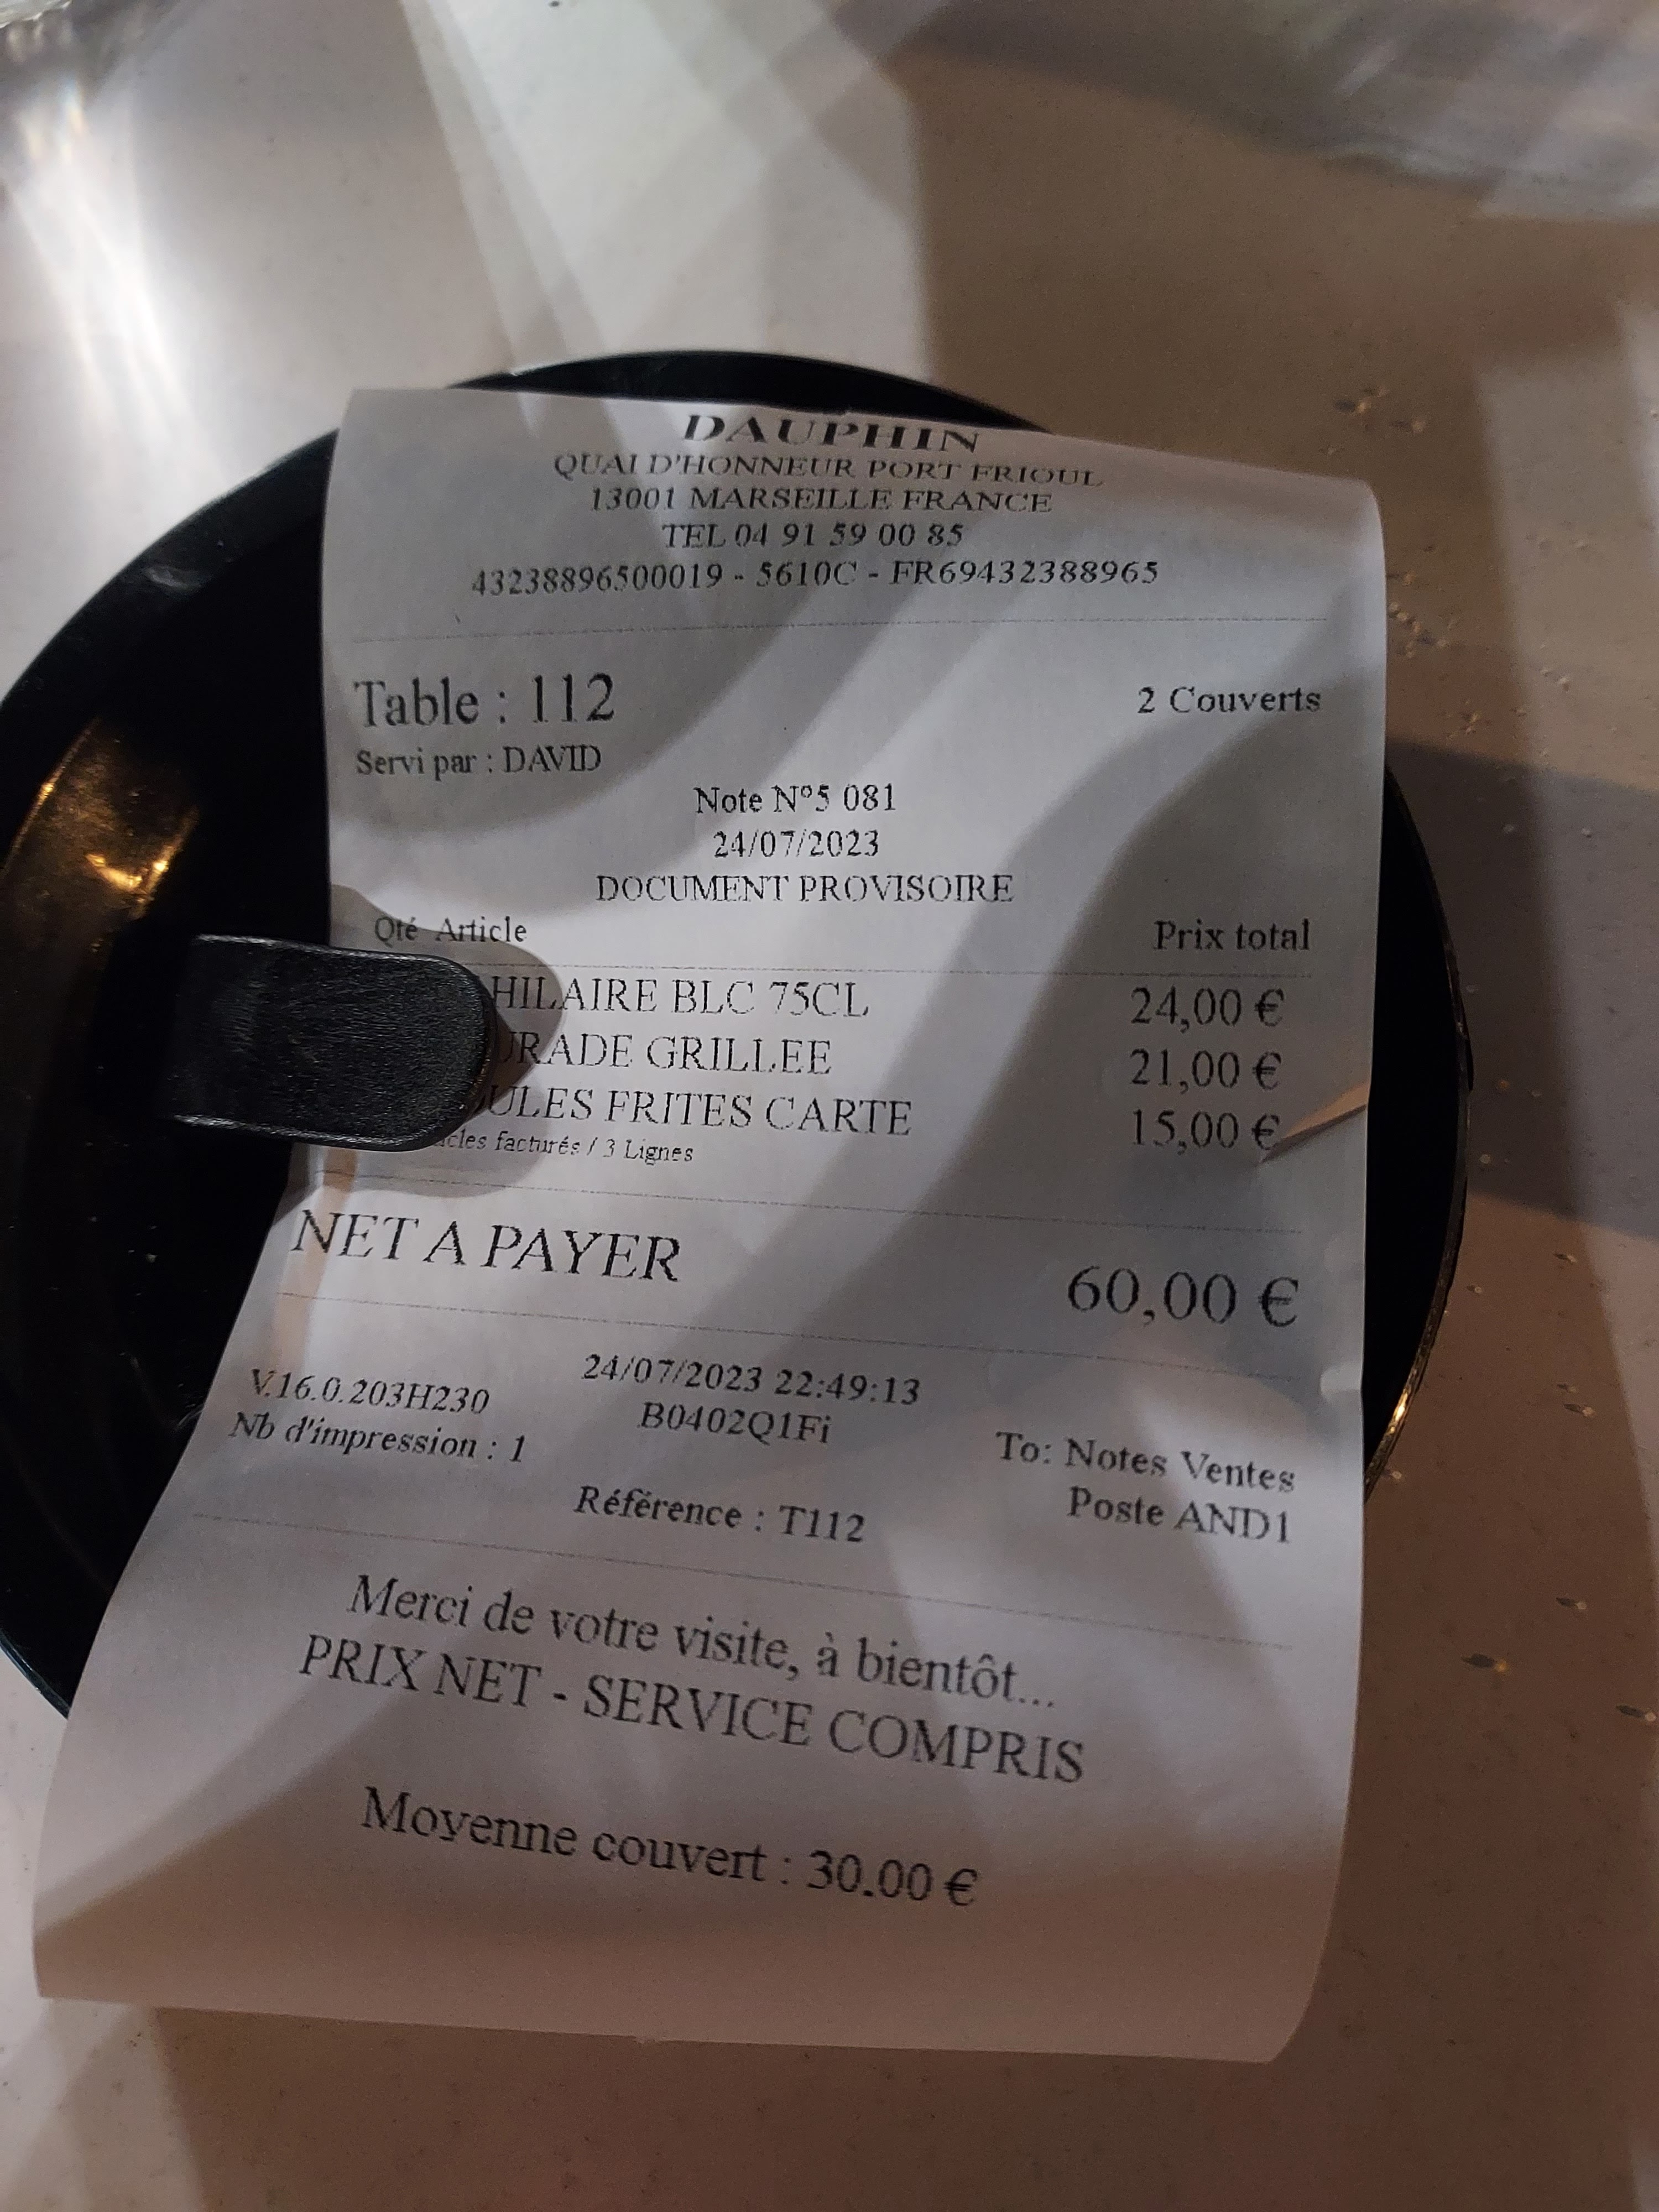 DAUPHIN
QUAI D'HONNEUR PORT FRIOUL
13001 MARSEILLE FRANCE
TEL 04 91 59 00 85
43238896500019 - 5610C - FR69432388965
Table : 112 2 Couverts
Servi par : DAVID
Note N°5 081
24/07/2023
DOCUMENT PROVISOIRE
Qté Article Prix total
HILAIRE BLC 75CL 24,00 €
URADE GRILLEE 21,00 €
ULES FRITES CARTE 15,00 €
cles facturés / 3 Lignes
NET A PAYER 60,00 €
24/07/2023 22:49:13
V.16.0.203H230 B0402Q1Fi To: Notes Ventes
Nb d'impression : 1 Poste AND1
Référence : T112
Merci de votre visite, à bientôt...
PRIX NET - SERVICE COMPRIS
Moyenne couvert : 30.00 €